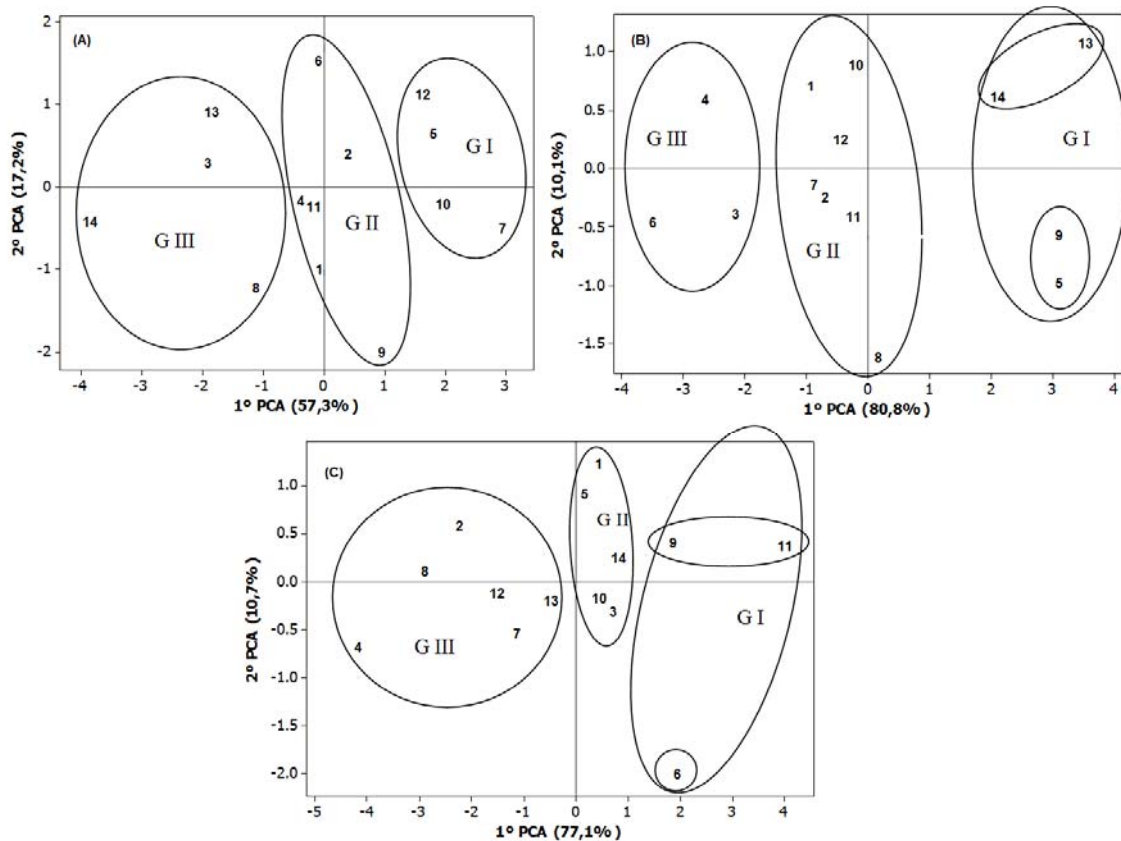 (A)
2
1
0
-1
-2
2º PCA (17,2%)
6
12
13
5
G I
2
3
4 11
10
14
G II
7
G III
1
8
9
-4 -3 -2 -1 0 1 2 3
1º PCA (57,3%)
(B)
1.0
0.5
0.0
-0.5
-1.0
-1.5
2º PCA (10,1%)
13
10
1
4
14
G III
12
G I
7
2
3
11
6
9
G II
5
8
-4 -3 -2 -1 0 1 2 3 4
1º PCA (80,8%)
(C)
1.0
0.5
0.0
-0.5
-1.0
-1.5
-2.0
2º PCA (10,7%)
1
5
G II
2
9
11
14
8
12
13
10
3
G I
7
4
G III
6
-5 -4 -3 -2 -1 0 1 2 3 4
1º PCA (77,1%)